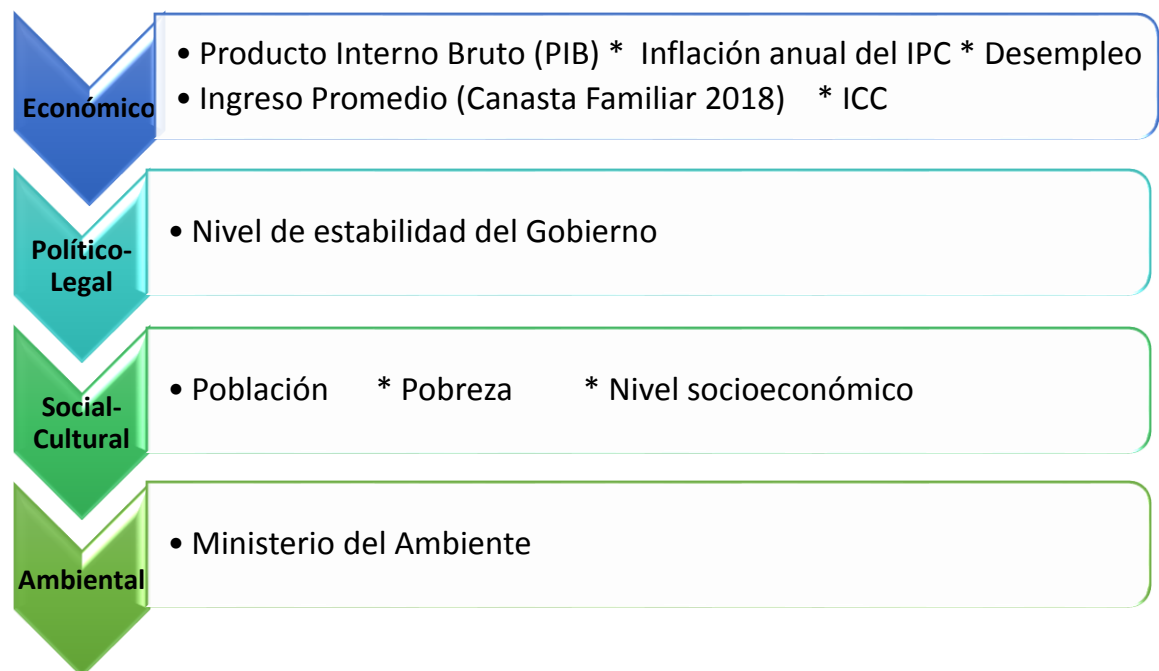 Económico
• Producto Interno Bruto (PIB) * Inflación anual del IPC * Desempleo
• Ingreso Promedio (Canasta Familiar 2018) * ICC
Político-
Legal
• Nivel de estabilidad del Gobierno
Social-
Cultural
• Población * Pobreza * Nivel socioeconómico
Ambiental
• Ministerio del Ambiente